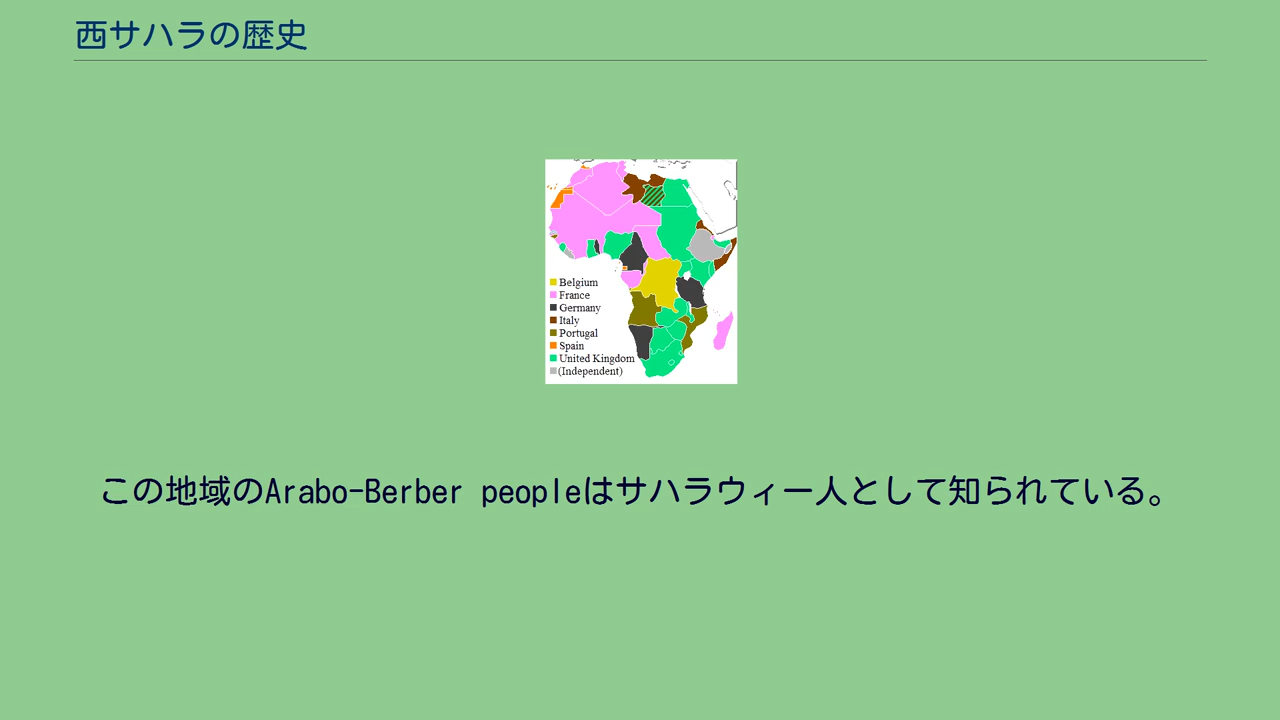 西サハラの歴史
Belgium
France
Germany
Italy
Portugal
Spain
United Kingdom
(Independent)
この地域のArabo-Berber peopleはサハラウィー人として知られている。